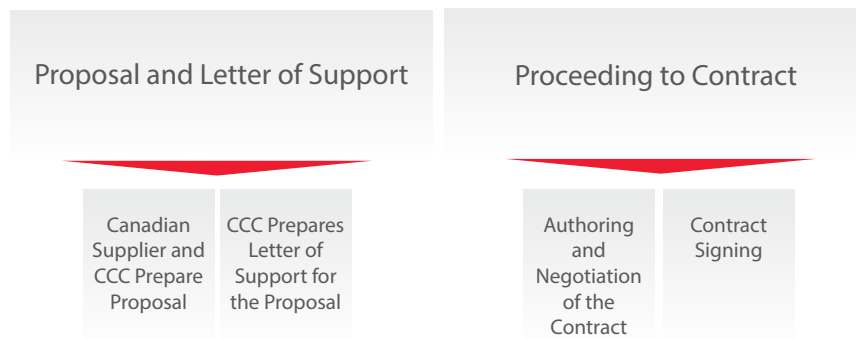 Proposal and Letter of Support
Proceeding to Contract
Canadian
Supplier and
CCC Prepare
Proposal
CCC Prepares
Letter of
Support for
the Proposal
Authoring
and
Negotiation
of the
Contract
Contract
Signing